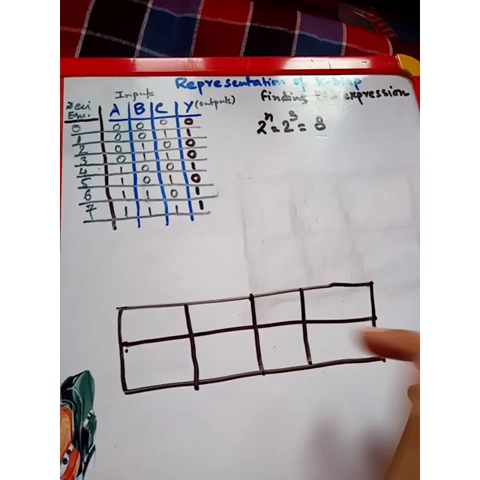 Representation of K-Map
Inputs
finding the expression
Deci Equ. A B C Y (outputs)
2ⁿ = 2³ = 8
0 0 0 0 0
1 0 0 1 0
2 0 1 0 0
3 0 1 1 1
4 1 0 0 1
5 1 0 1 0
6 1 1 0 1
7 1 1 1 1